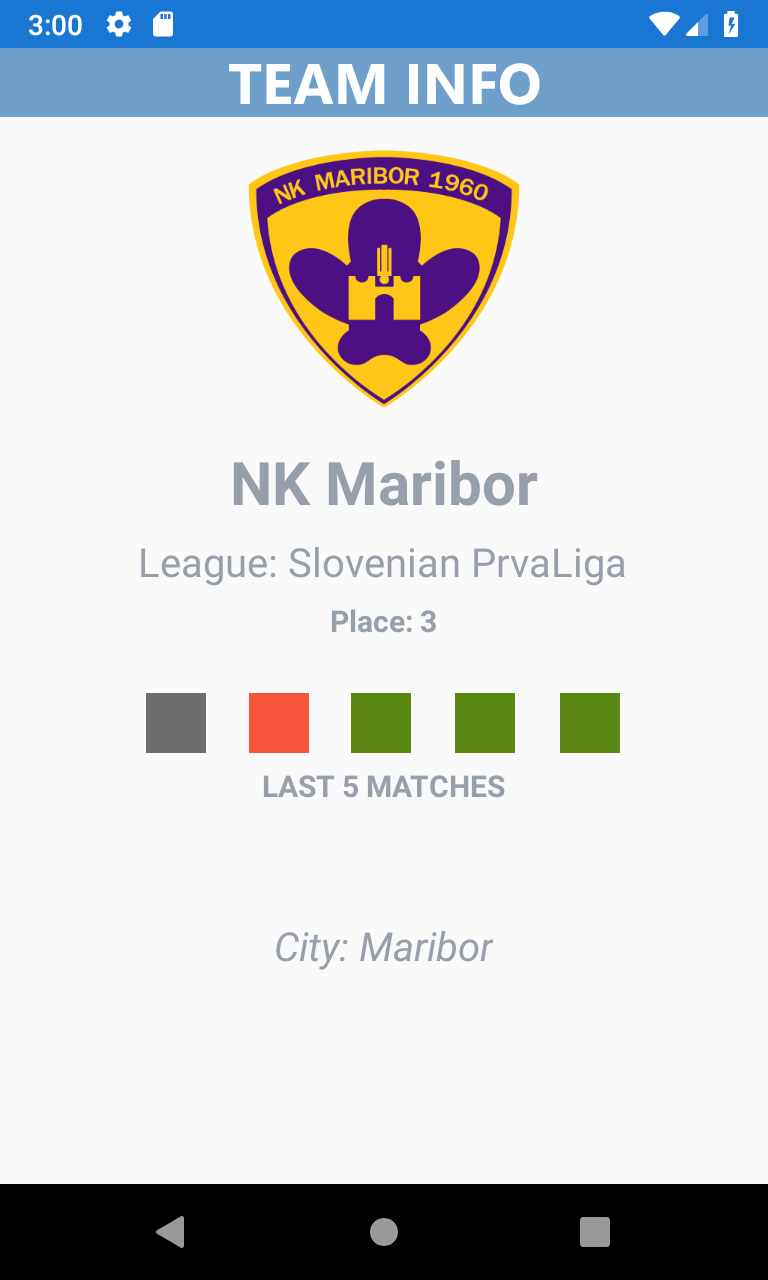 3:00
TEAM INFO
NK MARIBOR 1960
NK Maribor
League: Slovenian PrvaLiga
Place: 3
LAST 5 MATCHES
City: Maribor